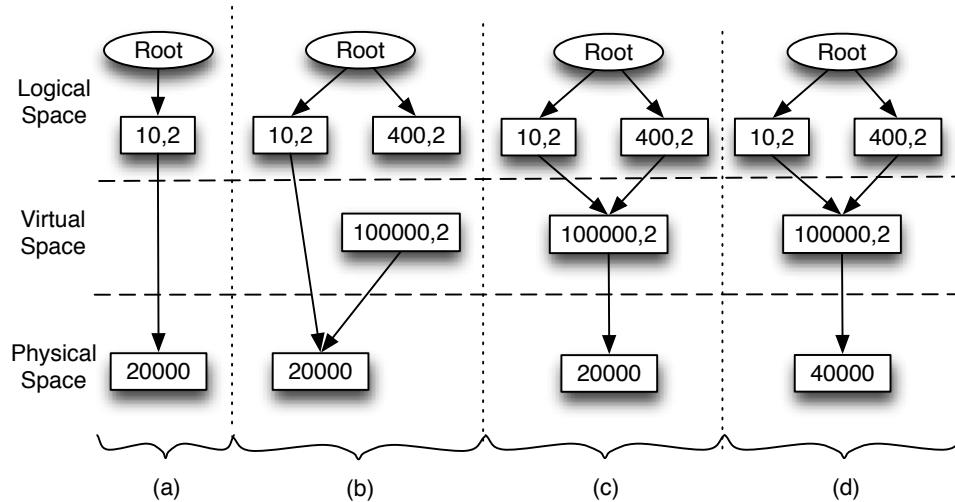 Root
Root
Root
Root
Logical
Space
10,2
10,2
400,2
10,2
400,2
10,2
400,2
Virtual
Space
100000,2
100000,2
100000,2
Physical
Space
20000
20000
20000
40000
(a)
(b)
(c)
(d)